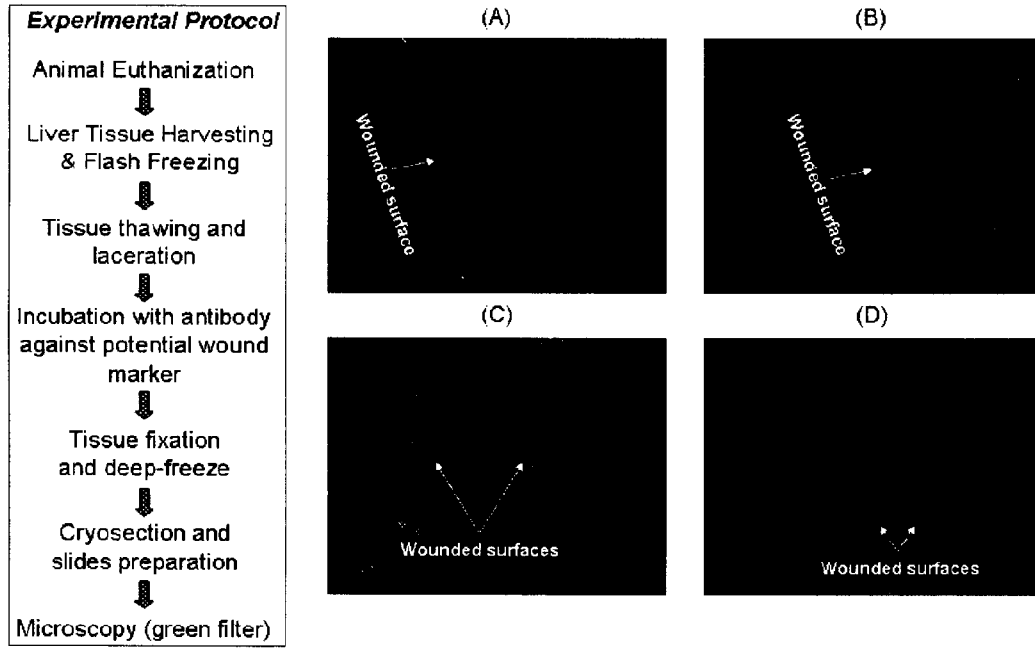 Experimental Protocol
Animal Euthanization
Liver Tissue Harvesting
& Flash Freezing
Tissue thawing and
laceration
Incubation with antibody
against potential wound
marker
Tissue fixation
and deep-freeze
Cryosection and
slides preparation
Microscopy (green filter)
(A)
Wounded surface
(B)
Wounded surface
(C)
Wounded surfaces
(D)
Wounded surfaces